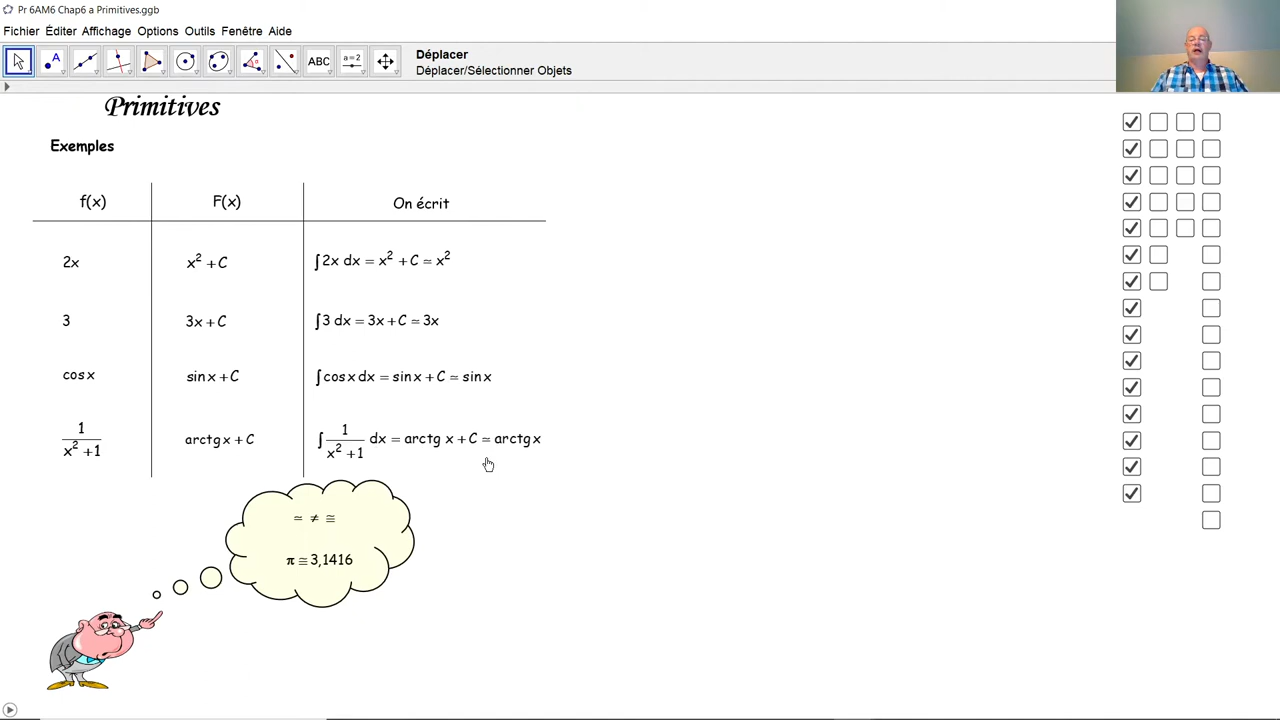 Pr 6AM6 Chap6 a Primitives.ggb
Fichier Éditer Affichage Options Outils Fenêtre Aide
A ABC a=2 Déplacer
Déplacer/Sélectionner Objets
Primitives
Exemples
f(x) F(x) On écrit
2x x² + C ∫2x dx = x² + C ≃ x²
3 3x + C ∫3 dx = 3x + C ≃ 3x
cos x sin x + C ∫cos x dx = sin x + C ≃ sin x
1/(x² + 1) arctg x + C ∫ 1/(x² + 1) dx = arctg x + C ≃ arctg x
≃ ≠ ≅
π ≅ 3,1416